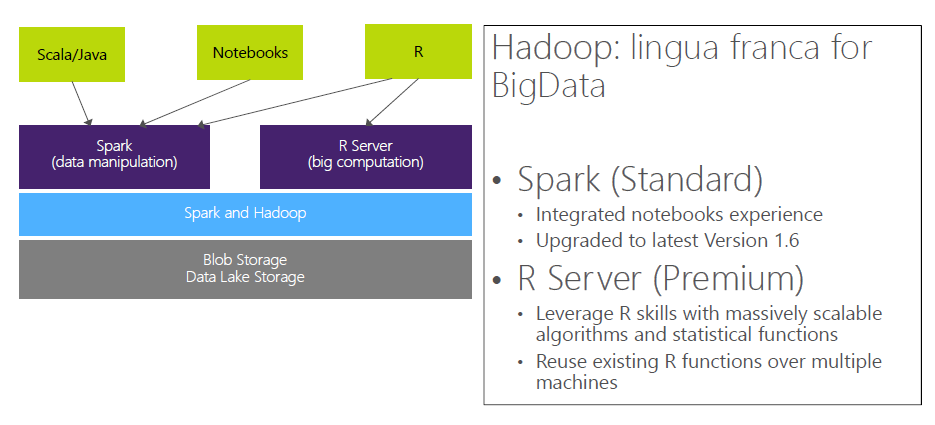 Scala/Java
Notebooks
R
Spark
(data manipulation)
R Server
(big computation)
Spark and Hadoop
Blob Storage
Data Lake Storage
Hadoop: lingua franca for
BigData
• Spark (Standard)
• Integrated notebooks experience
• Upgraded to latest Version 1.6
• R Server (Premium)
• Leverage R skills with massively scalable
algorithms and statistical functions
• Reuse existing R functions over multiple
machines